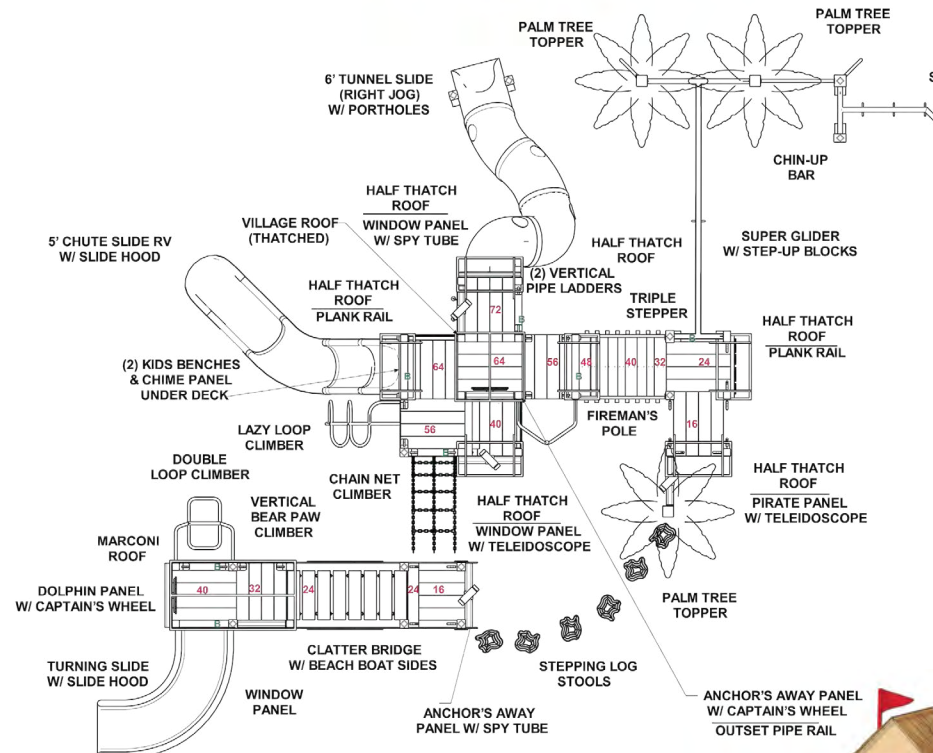 PALM TREE
TOPPER
PALM TREE
TOPPER
S
6' TUNNEL SLIDE
(RIGHT JOG)
W/ PORTHOLES
CHIN-UP
BAR
HALF THATCH
ROOF
WINDOW PANEL
W/ SPY TUBE
VILLAGE ROOF
(THATCHED)
5' CHUTE SLIDE RV
W/ SLIDE HOOD
HALF THATCH
ROOF
SUPER GLIDER
W/ STEP-UP BLOCKS
(2) VERTICAL
PIPE LADDERS
HALF THATCH
ROOF
PLANK RAIL
TRIPLE
STEPPER
HALF THATCH
ROOF
PLANK RAIL
72
B
B
(2) KIDS BENCHES
& CHIME PANEL
UNDER DECK
B
64
64
56
48
B
40
32
24
LAZY LOOP
CLIMBER
56
40
B
FIREMAN'S
POLE
16
DOUBLE
LOOP CLIMBER
CHAIN NET
CLIMBER
VERTICAL
BEAR PAW
CLIMBER
HALF THATCH
ROOF
WINDOW PANEL
W/ TELEIDOSCOPE
HALF THATCH
ROOF
PIRATE PANEL
W/ TELEIDOSCOPE
MARCONI
ROOF
DOLPHIN PANEL
W/ CAPTAIN'S WHEEL
B
40
32
24
24
16
B
PALM TREE
TOPPER
CLATTER BRIDGE
W/ BEACH BOAT SIDES
STEPPING LOG
STOOLS
TURNING SLIDE
W/ SLIDE HOOD
WINDOW
PANEL
ANCHOR'S AWAY
PANEL W/ SPY TUBE
ANCHOR'S AWAY PANEL
W/ CAPTAIN'S WHEEL
OUTSET PIPE RAIL